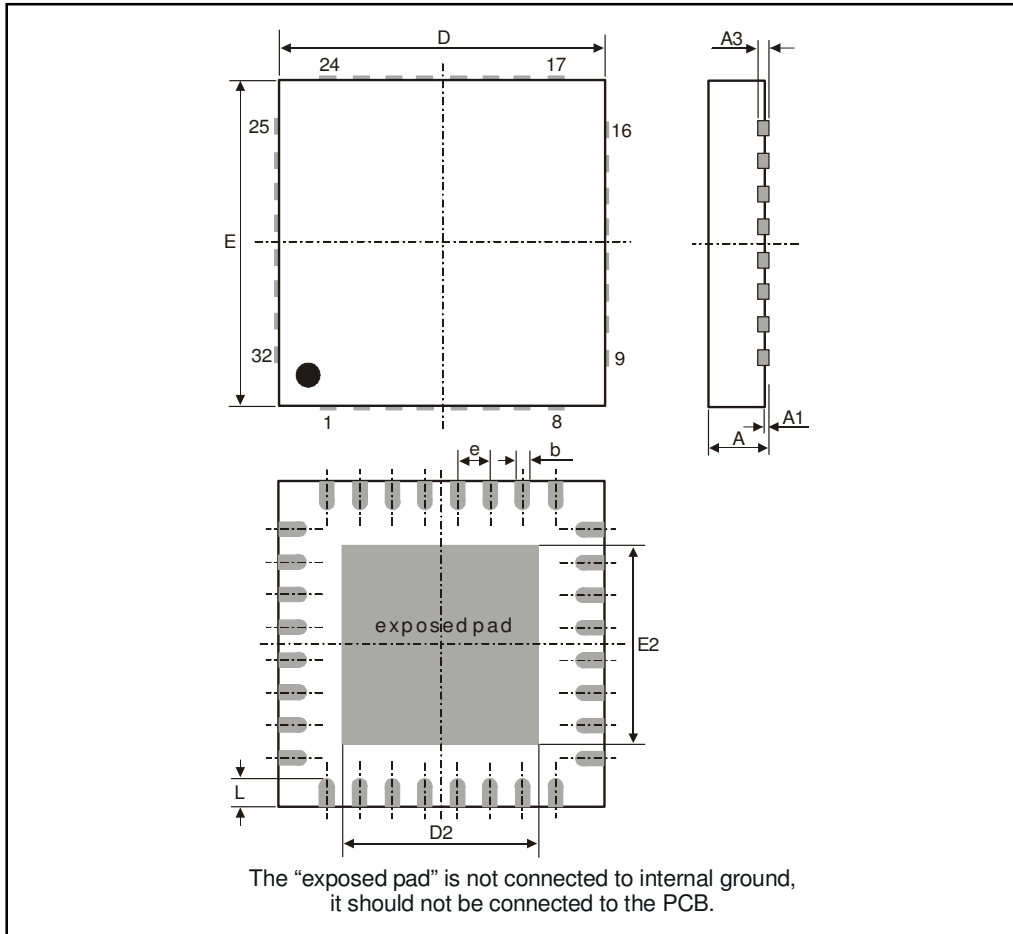 D
A3
24
17
25
16
E
32
9
1
8
A1
A
e
b
exposed pad
E2
L
D2
The “exposed pad” is not connected to internal ground,
it should not be connected to the PCB.